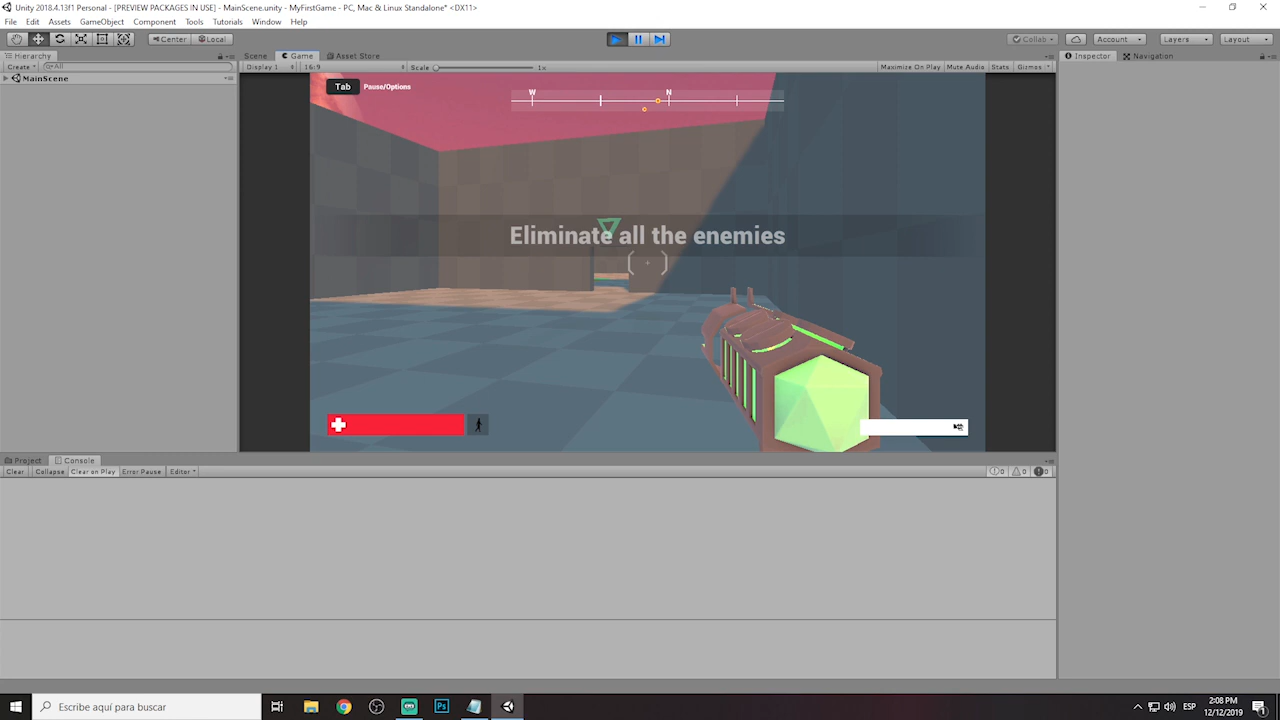 Unity 2018.4.13f1 Personal - [PREVIEW PACKAGES IN USE] - MainScene.unity - MyFirstGame - PC, Mac & Linux Standalone* <DX11>
File Edit Assets GameObject Component Tools Tutorials Window Help
Center Local Collab Account Layers Layout
Hierarchy Scene Game Asset Store Inspector Navigation
Create All Display 1 16:9 Scale 1x Maximize On Play Mute Audio Stats Gizmos
MainScene
Tab Pause/Options
W N
Eliminate all the enemies
Project Console
Clear Collapse Clear on Play Error Pause Editor 0 0 0
Escribe aquí para buscar
ESP
2:08 PM
12/12/2019
1